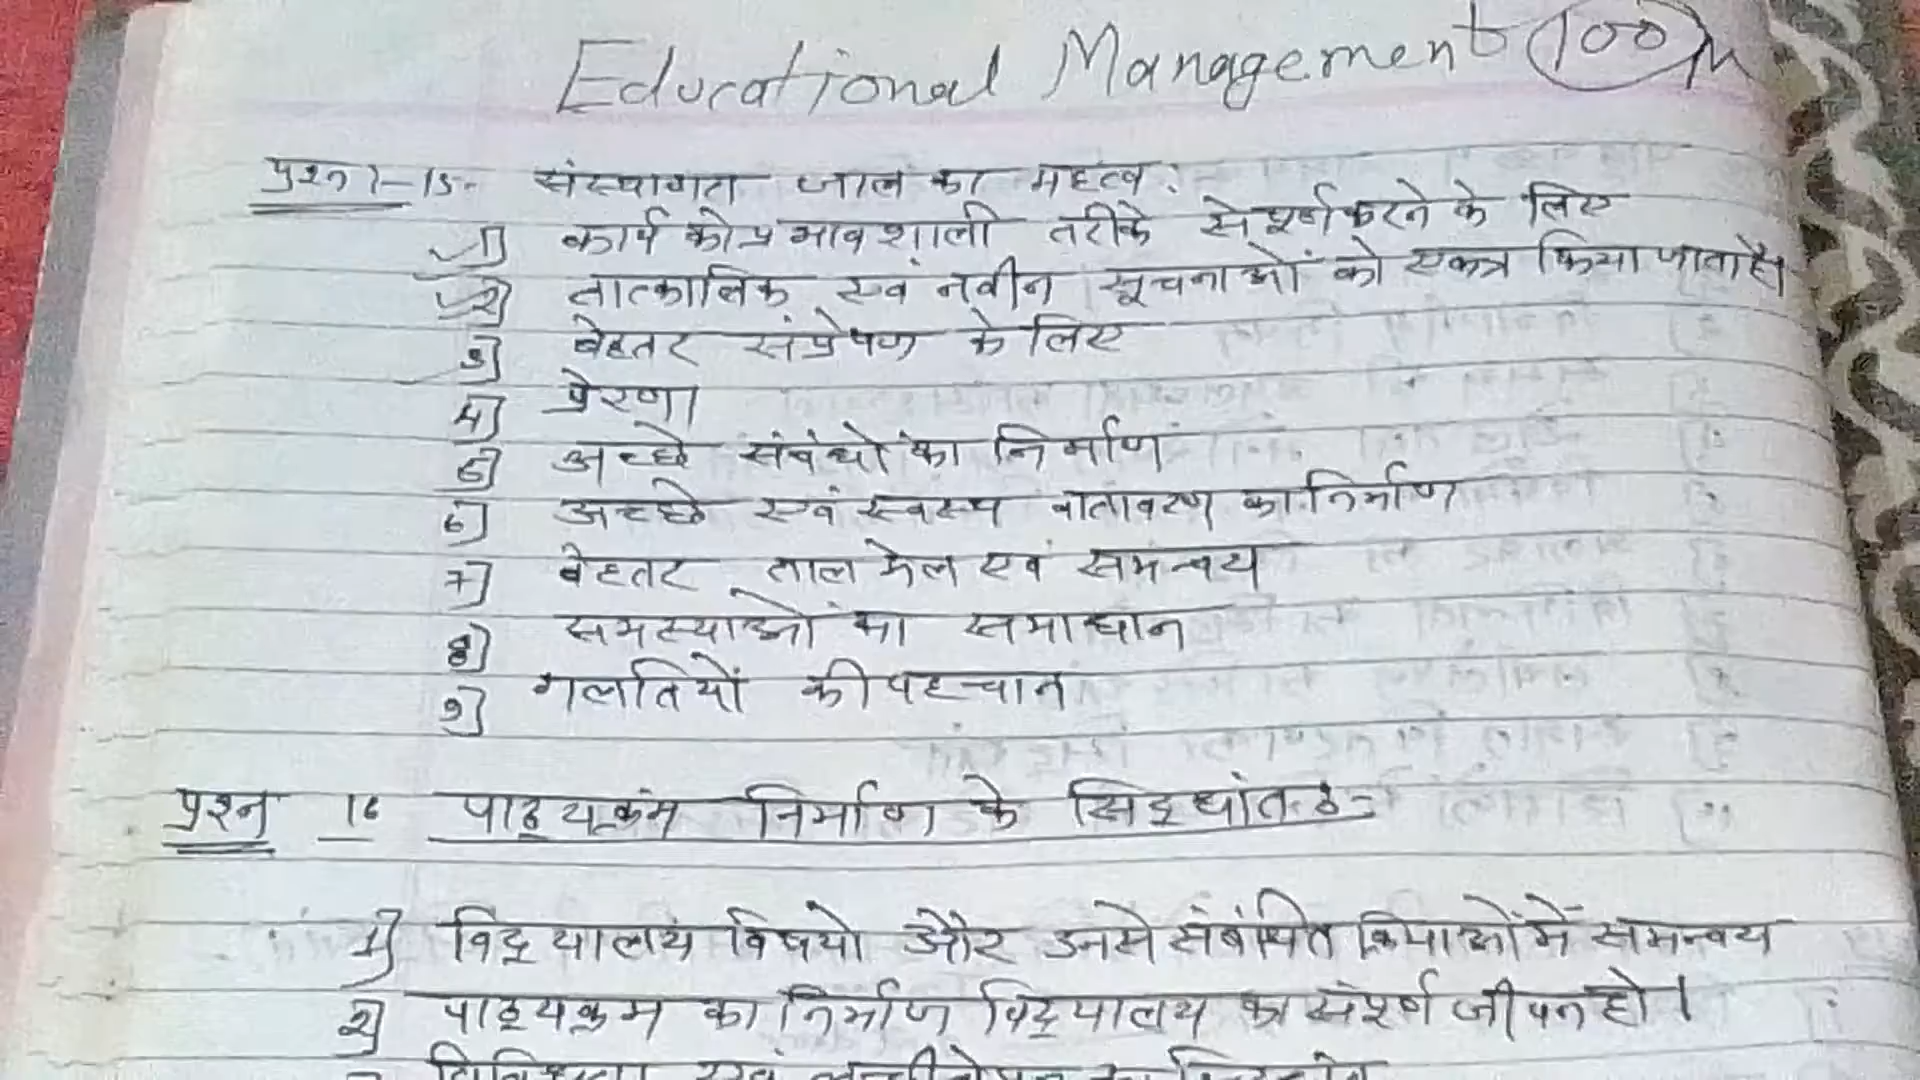 Educational Management 100 m
प्रश्न 1-15- संस्थागत जाल का महत्व:
1] कार्य को प्रभावशाली तरीके से पूर्ण करने के लिए
2] तात्कालिक एवं नवीन सूचनाओं को एकत्र किया जाता है।
3] बेहतर संप्रेषण के लिए
4] प्रेरणा
5] अच्छे संबंधो का निर्माण
6] अच्छे एवं स्वस्थ वातावरण का निर्माण
7] बेहतर ताल मेल एवं समन्वय
8] समस्याओं का समाधान
9] गलतियों की पहचान
प्रश्न 16 पाठ्यक्रम निर्माण के सिद्धांत:-
1] विद्यालय विषयो और उनसे संबंधित क्रियाओं में समन्वय
2] पाठ्यक्रम का निर्माण विद्यालय का संपूर्ण जीवन हो।